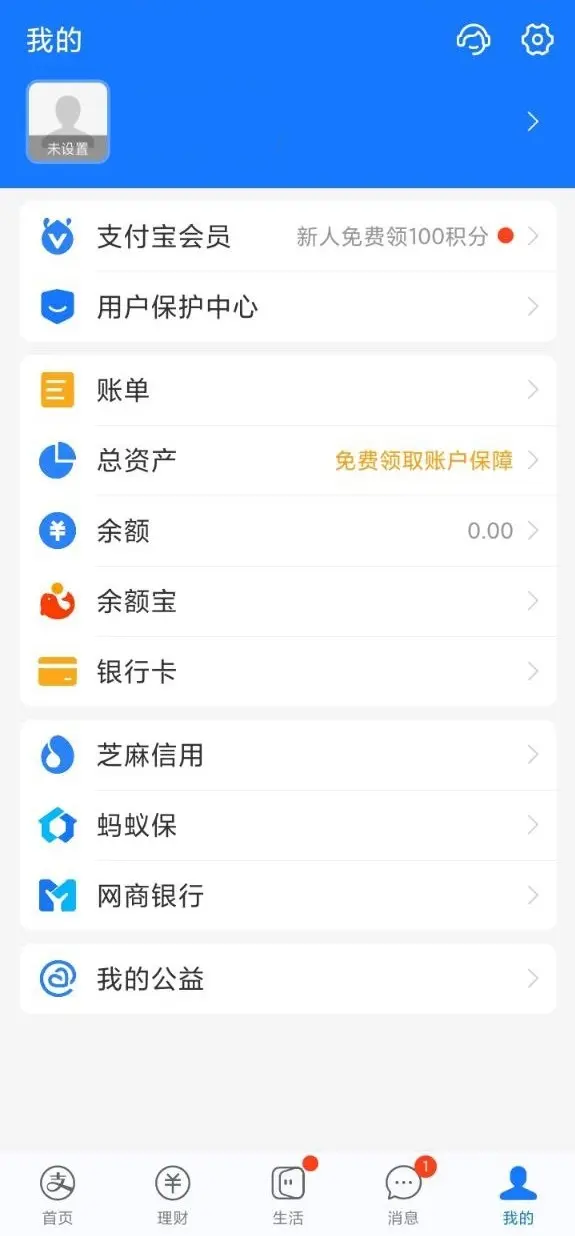 我的
未设置
支付宝会员 新人免费领100积分
用户保护中心
账单
总资产 免费领取账户保障
余额 0.00
余额宝
银行卡
芝麻信用
蚂蚁保
网商银行
我的公益
支 ¥ 1
首页 理财 生活 消息 我的